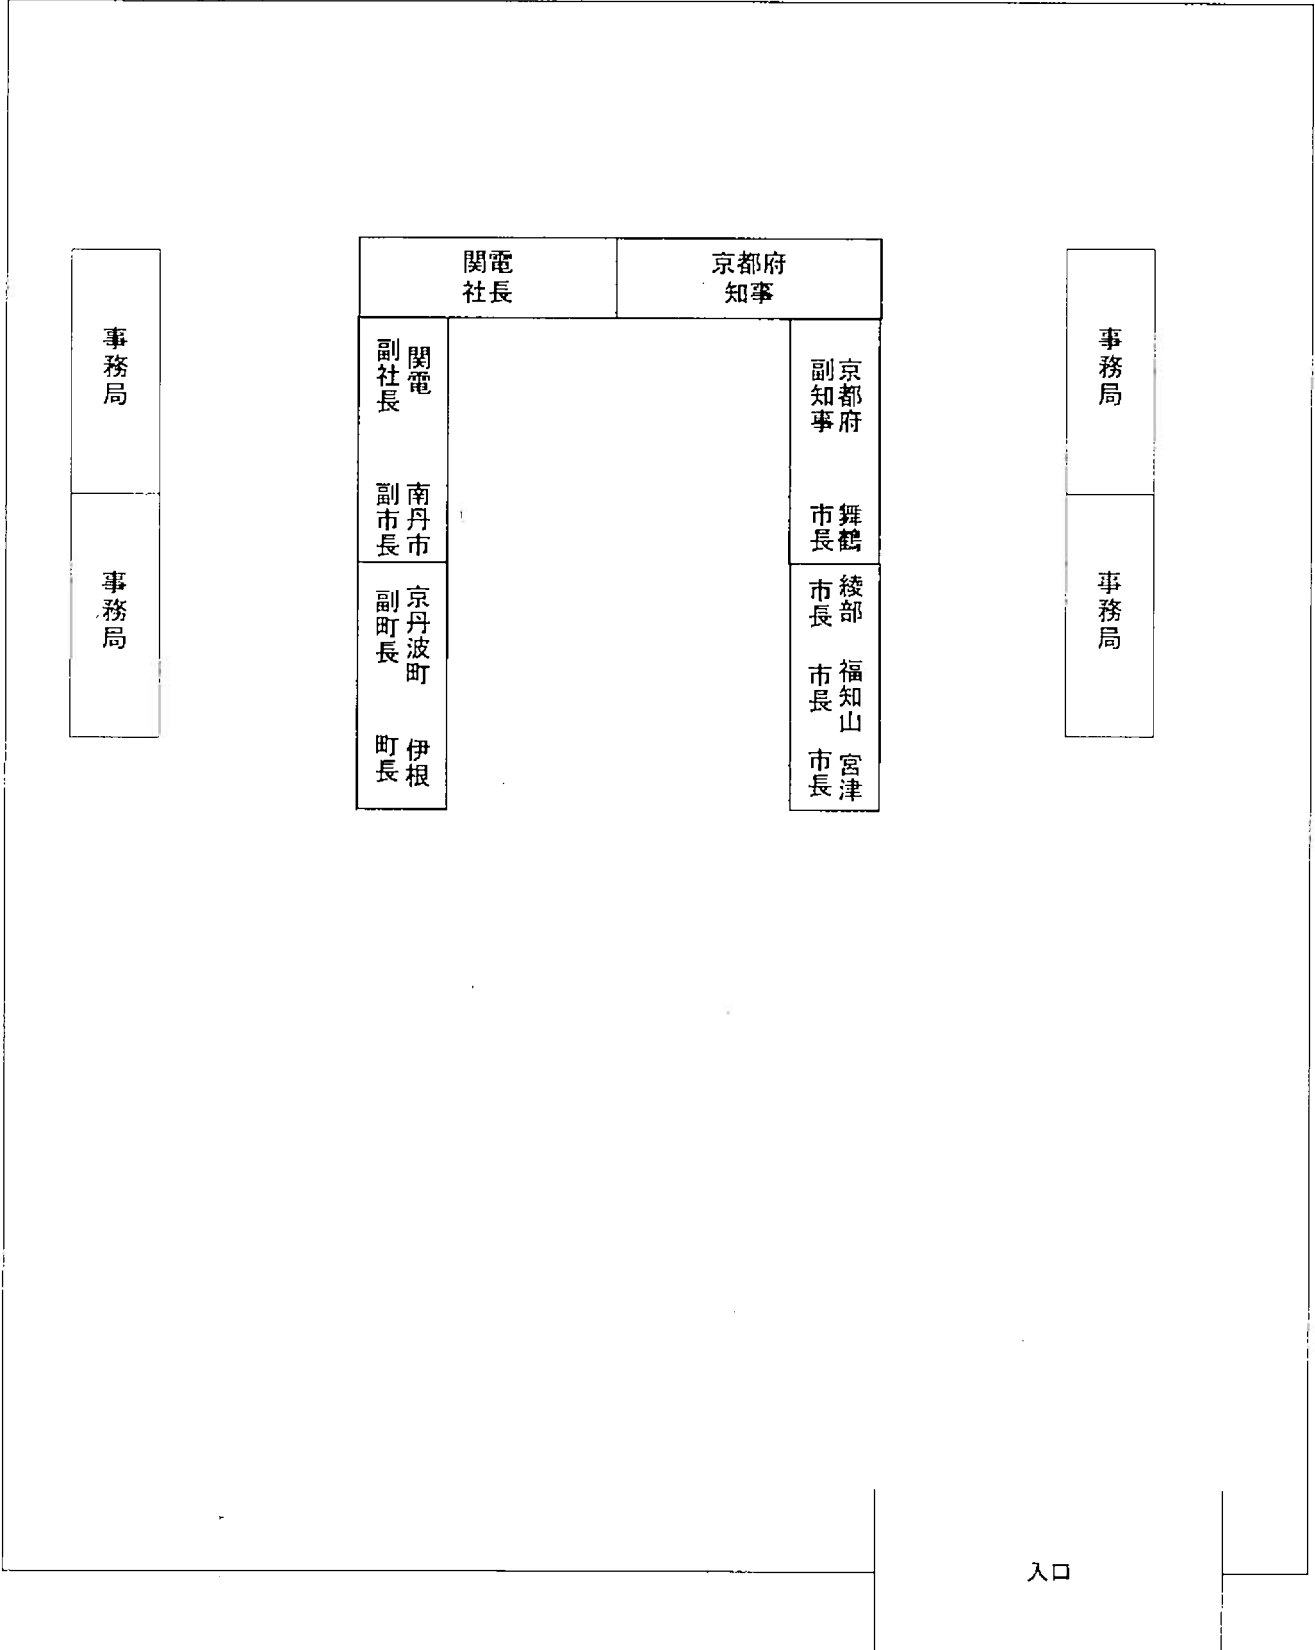 関電
社長
京都府
知事
事務局
事務局
関電
副社長
南丹市
副市長
京丹波町
副町長
伊根
町長
京都府
副知事
舞鶴
市長
綾部
市長
福知山
市長
宮津
市長
事務局
事務局
入口